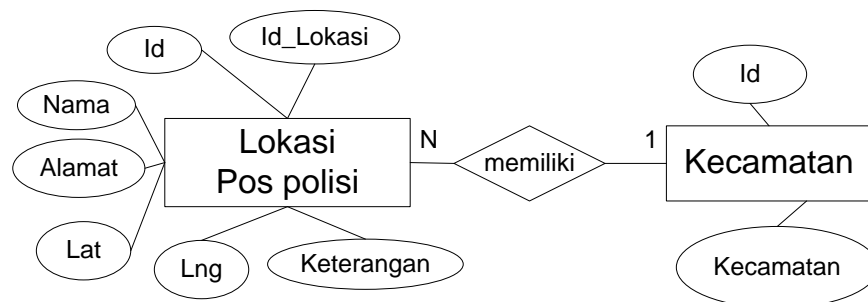 Id
Id_Lokasi
Nama
Alamat
Lat
Lokasi
Pos polisi
Lng
Keterangan
N
memiliki
1
Id
Kecamatan
Kecamatan